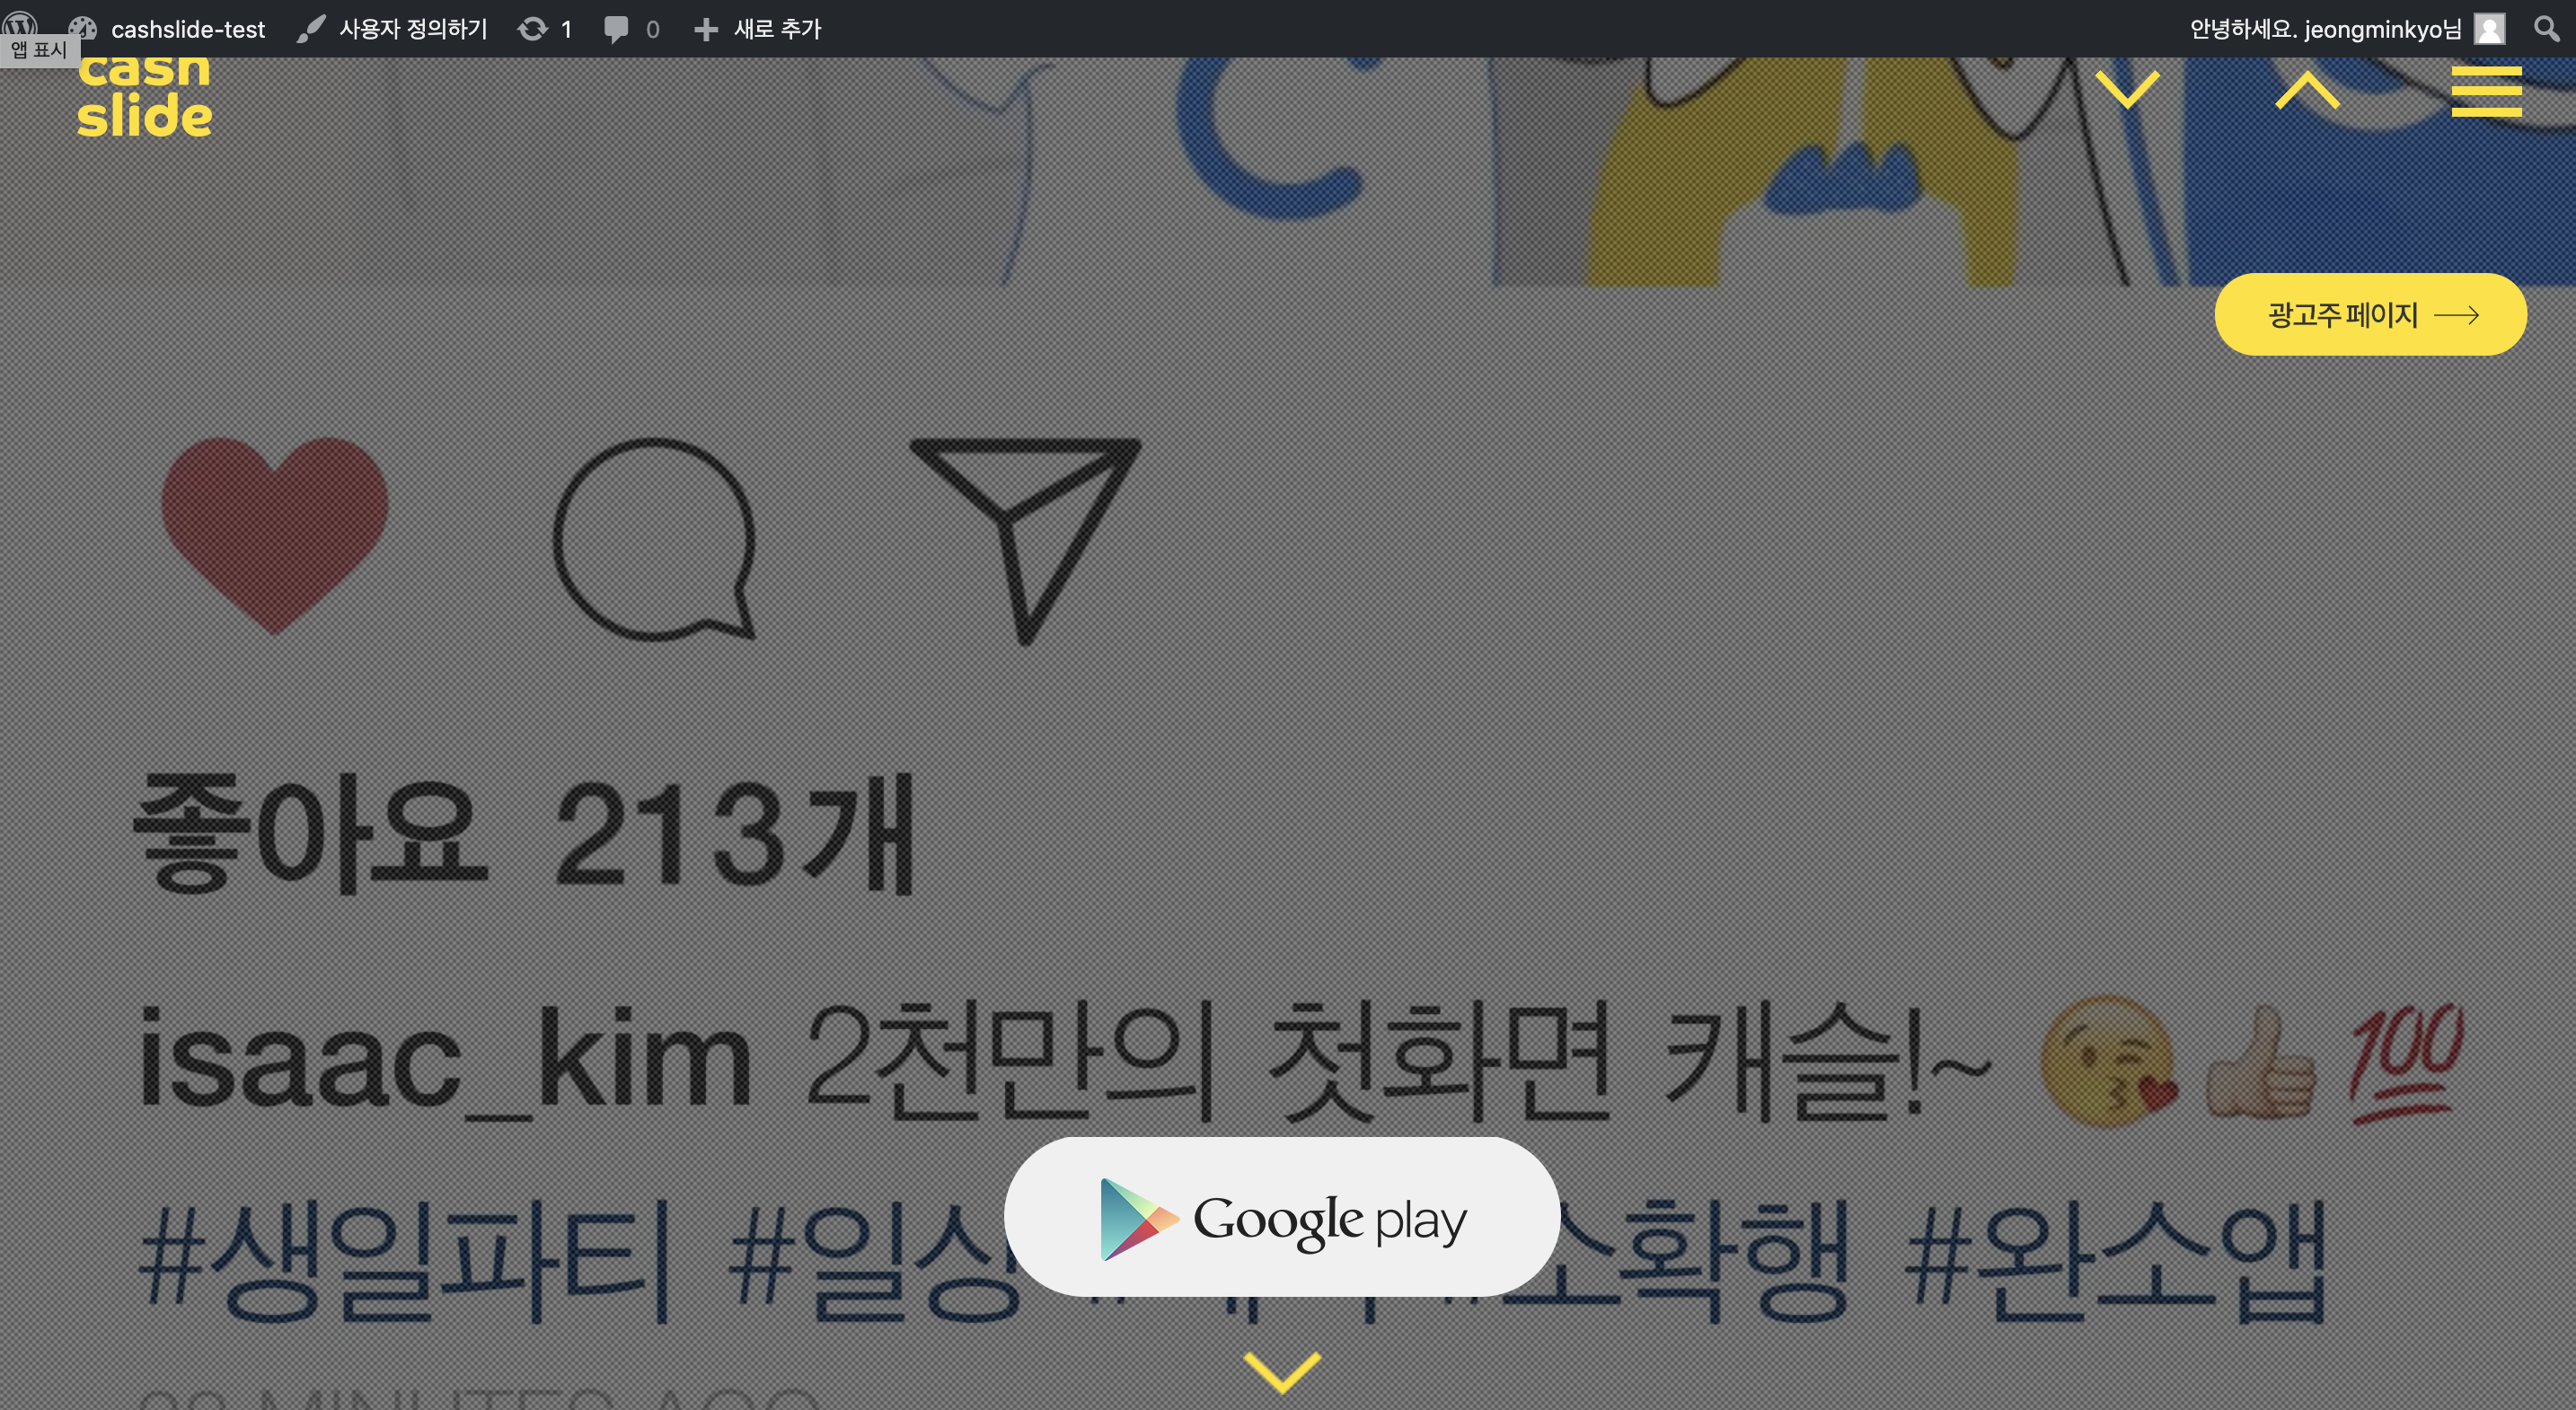 cashslide-test 사용자 정의하기 1 0 새로 추가 안녕하세요. jeongminkyo님
앱 표시
cash
slide
광고주 페이지
좋아요 213개
isaac_kim 2천만의 첫화면 캐슬!~ 😘👍💯
#생일파티 #일상 #소확행 #완소앱
Google play
MINUTES AGO